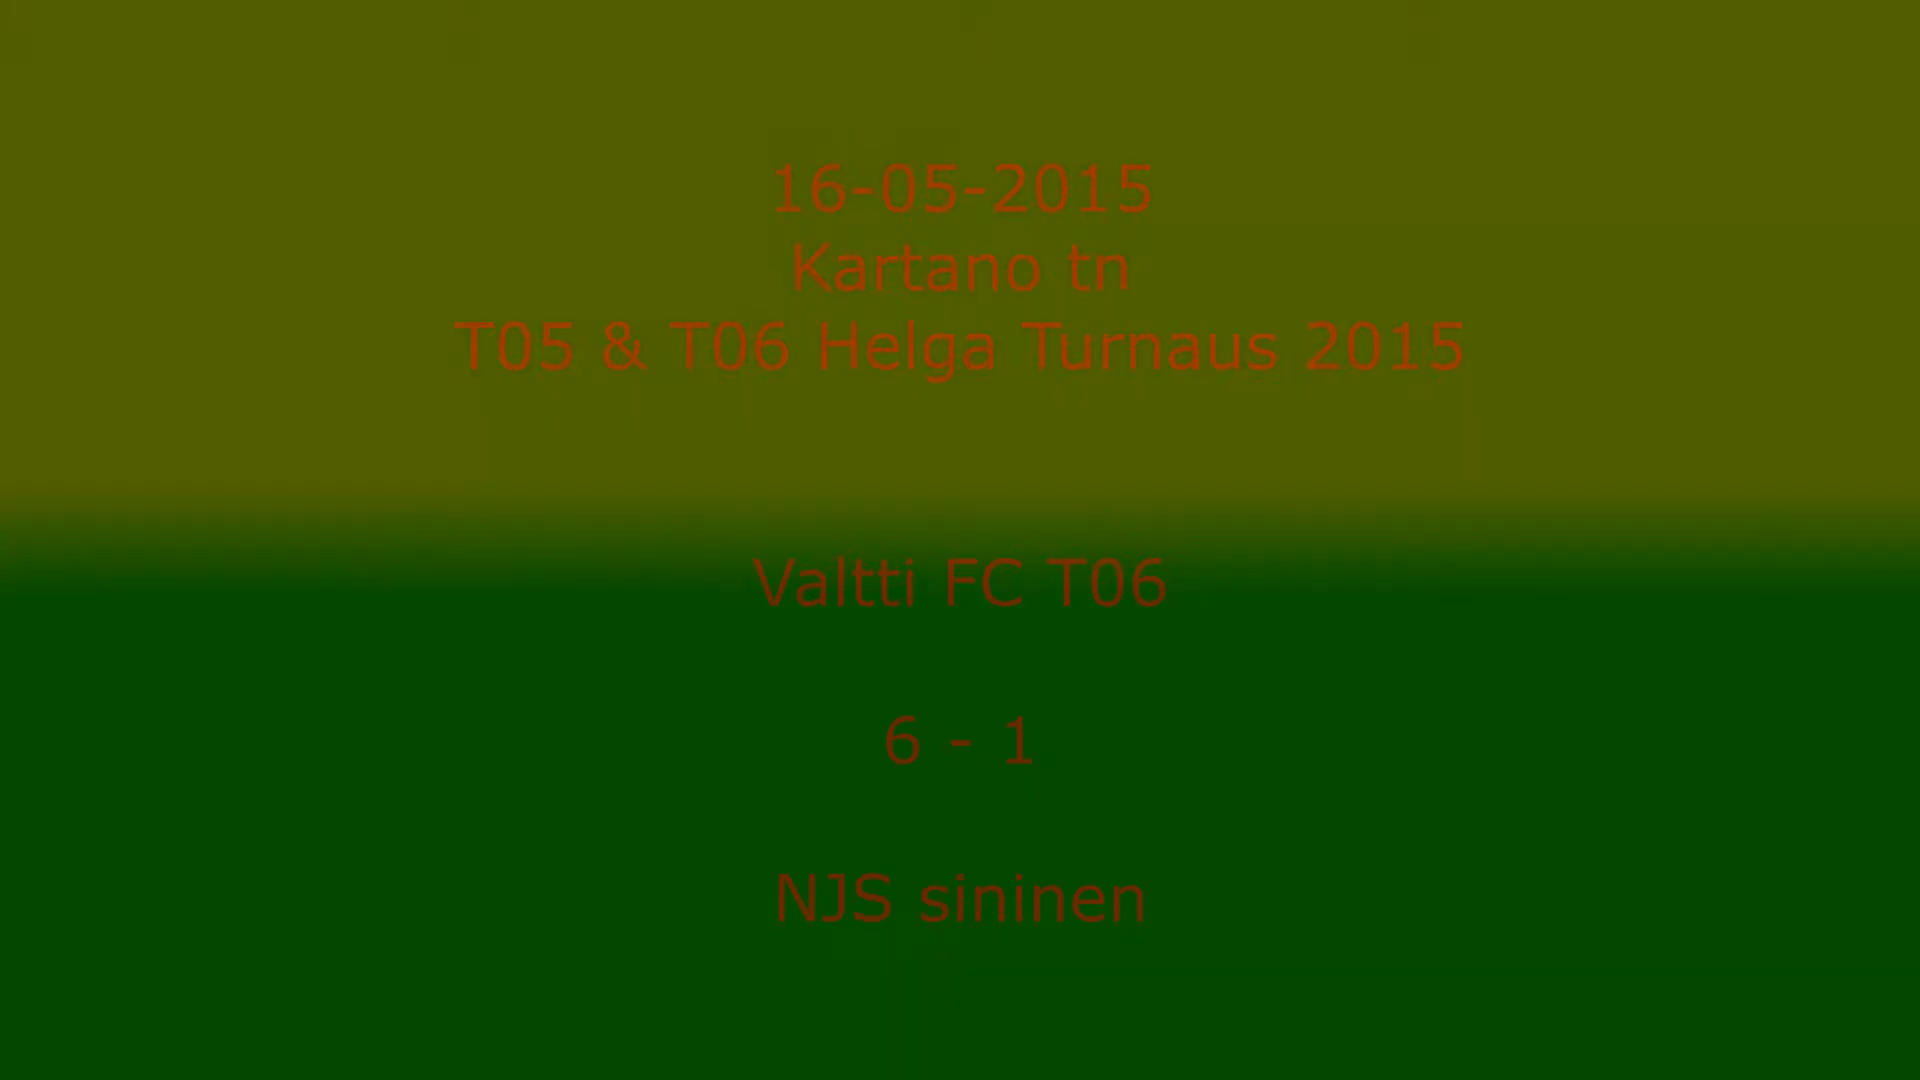 16-05-2015
Kartano tn
T05 & T06 Helga Turnaus 2015
Valtti FC T06
6 - 1
NJS sininen